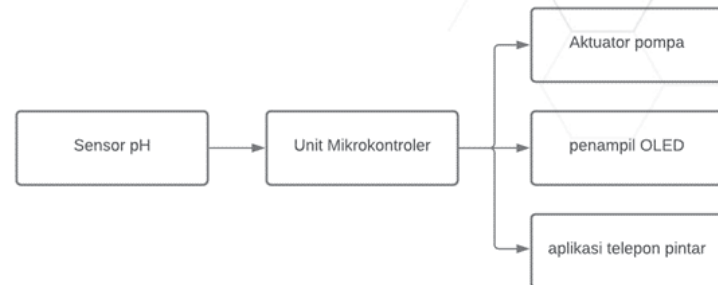 Sensor pH
Unit Mikrokontroler
Aktuator pompa
penampil OLED
aplikasi telepon pintar